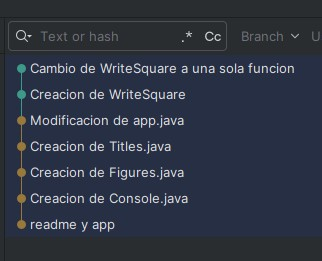 Text or hash .* Cc Branch U
Cambio de WriteSquare a una sola funcion
Creacion de WriteSquare
Modificacion de app.java
Creacion de Titles.java
Creacion de Figures.java
Creacion de Console.java
readme y app